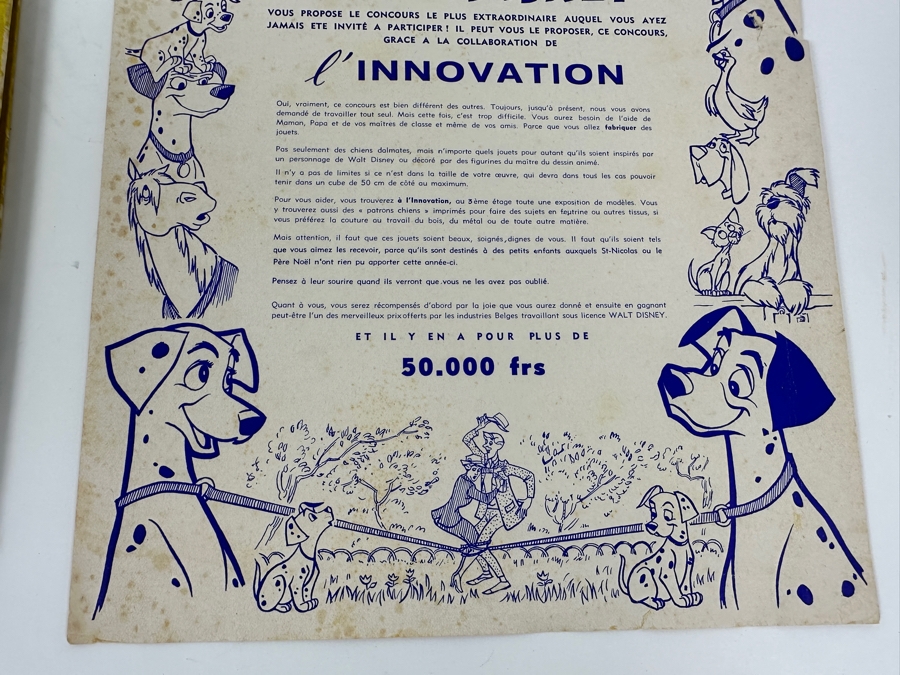 VOUS PROPOSE LE CONCOURS LE PLUS EXTRAORDINAIRE AUQUEL VOUS AYEZ
JAMAIS ETE INVITÉ A PARTICIPER ! IL PEUT VOUS LE PROPOSER, CE CONCOURS,
GRACE A LA COLLABORATION DE
l'INNOVATION
Oui, vraiment, ce concours est bien différent des autres. Toujours, jusqu'à présent, nous vous avons
demandé de travailler tout seul. Mais cette fois, c'est trop difficile. Vous aurez besoin de l'aide de
Maman, Papa et de vos maitres de classe et même de vos amis. Parce que vous allez fabriquer des
jouets.
Pas seulement des chiens dalmates, mais n'importe quels jouets pour autant qu'ils soient inspirés par
un personnage de Walt Disney ou décoré par des figurines du maitre du dessin animé.
Il n'y a pas de limites si ce n'est dans la taille de votre œuvre, qui devra dans tous les cas pouvoir
tenir dans un cube de 50 cm de côté au maximum.
Pour vous aider, vous trouverez à l'Innovation, au 3ème étage toute une exposition de modèles. Vous
y trouverez aussi des « patrons chiens » imprimés pour faire des sujets en feutrine ou autres tissus, si
vous préférez la couture au travail du bois, du métal ou de toute autre matière.
Mais attention, il faut que ces jouets soient beaux, soignés, dignes de vous. Il faut qu'ils soient tels
que vous aimez les recevoir, parce qu'ils sont destinés à des petits enfants auxquels St-Nicolas ou le
Père Noël n'ont rien pu apporter cette année-ci.
Pensez à leur sourire quand ils verront que vous ne les avez pas oublié.
Quant à vous, vous serez récompensés d'abord par la joie que vous aurez donné et ensuite en gagnant
peut-être l'un des merveilleux prix offerts par les industries Belges travaillant sous licence WALT DISNEY.
ET IL Y EN A POUR PLUS DE
50.000 frs